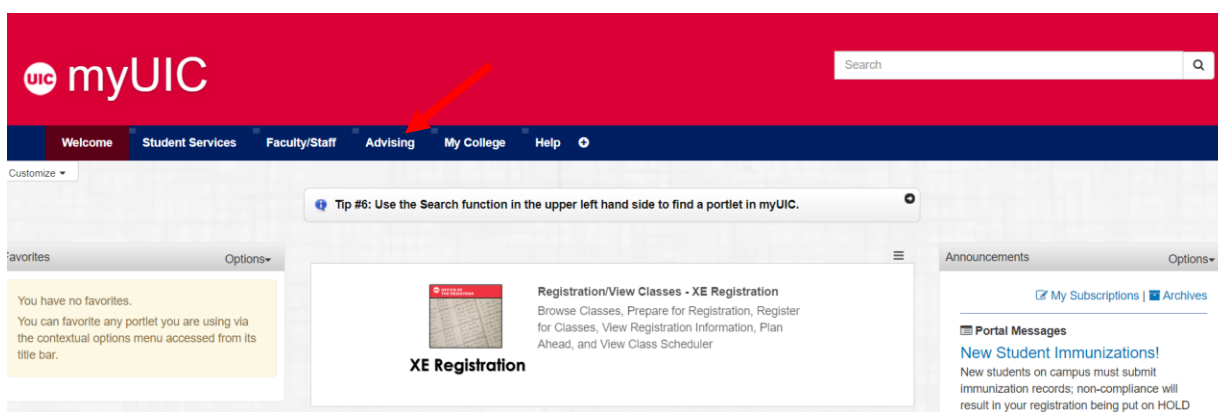 UIC myUIC
Search
Welcome Student Services Faculty/Staff Advising My College Help
Customize
Tip #6: Use the Search function in the upper left hand side to find a portlet in myUIC.
avorites Options
You have no favorites.
You can favorite any portlet you are using via
the contextual options menu accessed from its
title bar.
OFFICE OF
THE REGISTRAR
XE Registration
Registration/View Classes - XE Registration
Browse Classes, Prepare for Registration, Register
for Classes, View Registration Information, Plan
Ahead, and View Class Scheduler
Announcements Options
My Subscriptions | Archives
Portal Messages
New Student Immunizations!
New students on campus must submit
immunization records; non-compliance will
result in your registration being put on HOLD